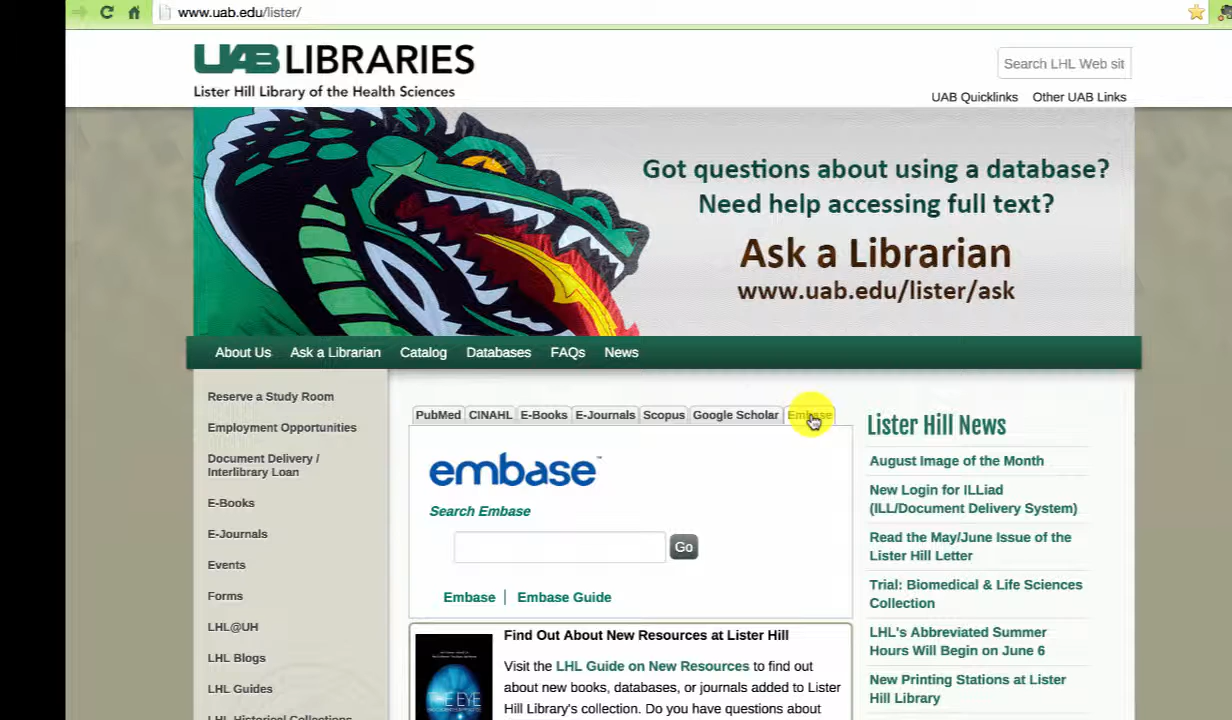 www.uab.edu/lister/
UAB LIBRARIES
Lister Hill Library of the Health Sciences
Search LHL Web sit
UAB Quicklinks
Other UAB Links
Got questions about using a database?
Need help accessing full text?
Ask a Librarian
www.uab.edu/lister/ask
About Us
Ask a Librarian
Catalog
Databases
FAQs
News
Reserve a Study Room
Employment Opportunities
Document Delivery /
Interlibrary Loan
E-Books
E-Journals
Events
Forms
LHL@UH
LHL Blogs
LHL Guides
LHL Historical Collections
PubMed
CINAHL
E-Books
E-Journals
Scopus
Google Scholar
Embase
embase™
Search Embase
Go
Embase | Embase Guide
THE EYE
Find Out About New Resources at Lister Hill
Visit the LHL Guide on New Resources to find out
about new books, databases, or journals added to Lister
Hill Library's collection. Do you have questions about
Lister Hill News
August Image of the Month
New Login for ILLiad
(ILL/Document Delivery System)
Read the May/June Issue of the
Lister Hill Letter
Trial: Biomedical & Life Sciences
Collection
LHL's Abbreviated Summer
Hours Will Begin on June 6
New Printing Stations at Lister
Hill Library